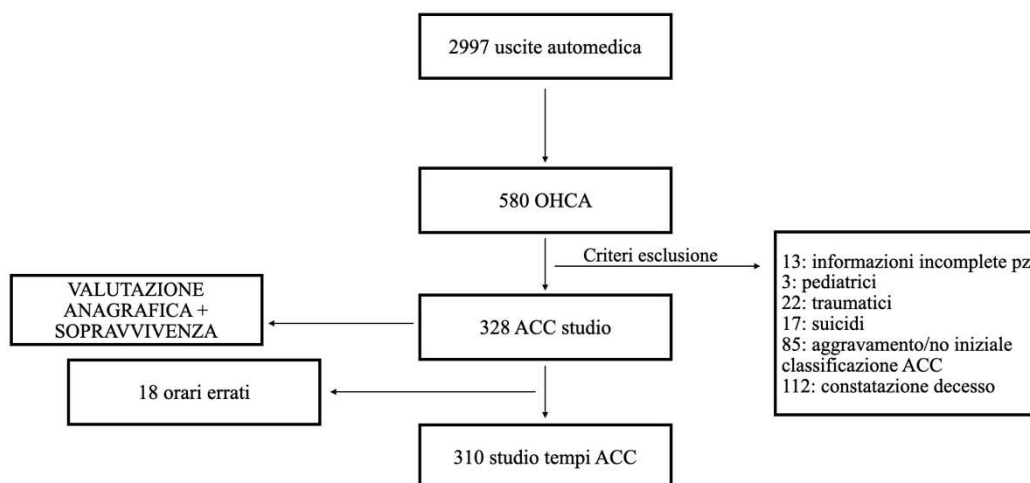 2997 uscite automedica
580 OHCA
Criteri esclusione
13: informazioni incomplete pz
3: pediatrici
22: traumatici
17: suicidi
85: aggravamento/no iniziale
classificazione ACC
112: constatazione decesso
VALUTAZIONE
ANAGRAFICA +
SOPRAVVIVENZA
328 ACC studio
18 orari errati
310 studio tempi ACC